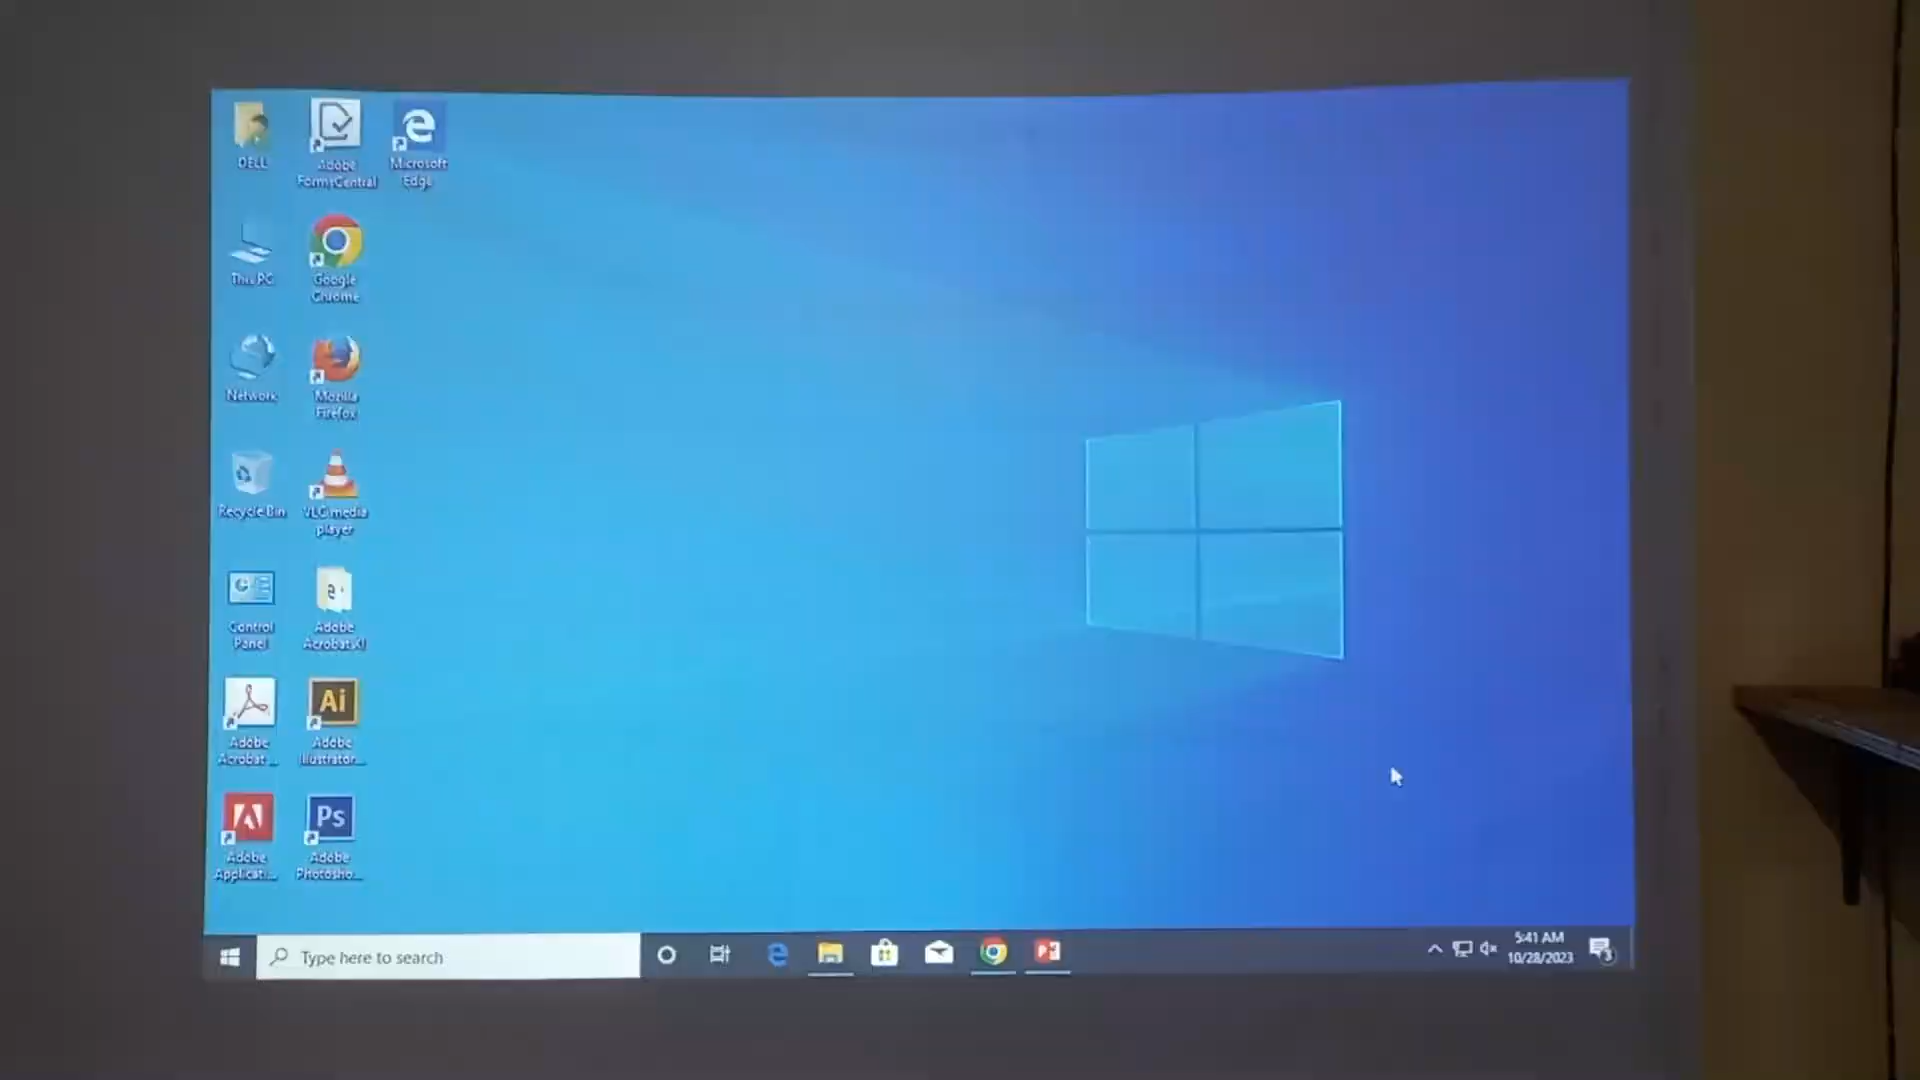 DELL
Adobe
FormsCentral
Microsoft
Edge
This PC
Google
Chrome
Network
Mozilla
Firefox
Recycle Bin
VLC media
player
Control
Panel
Adobe
Acrobat XI
Adobe
Acrobat ...
Ai
Adobe
Illustrator...
Adobe
Applicati...
Ps
Adobe
Photosho...
Type here to search
5:41 AM
10/28/2023
3